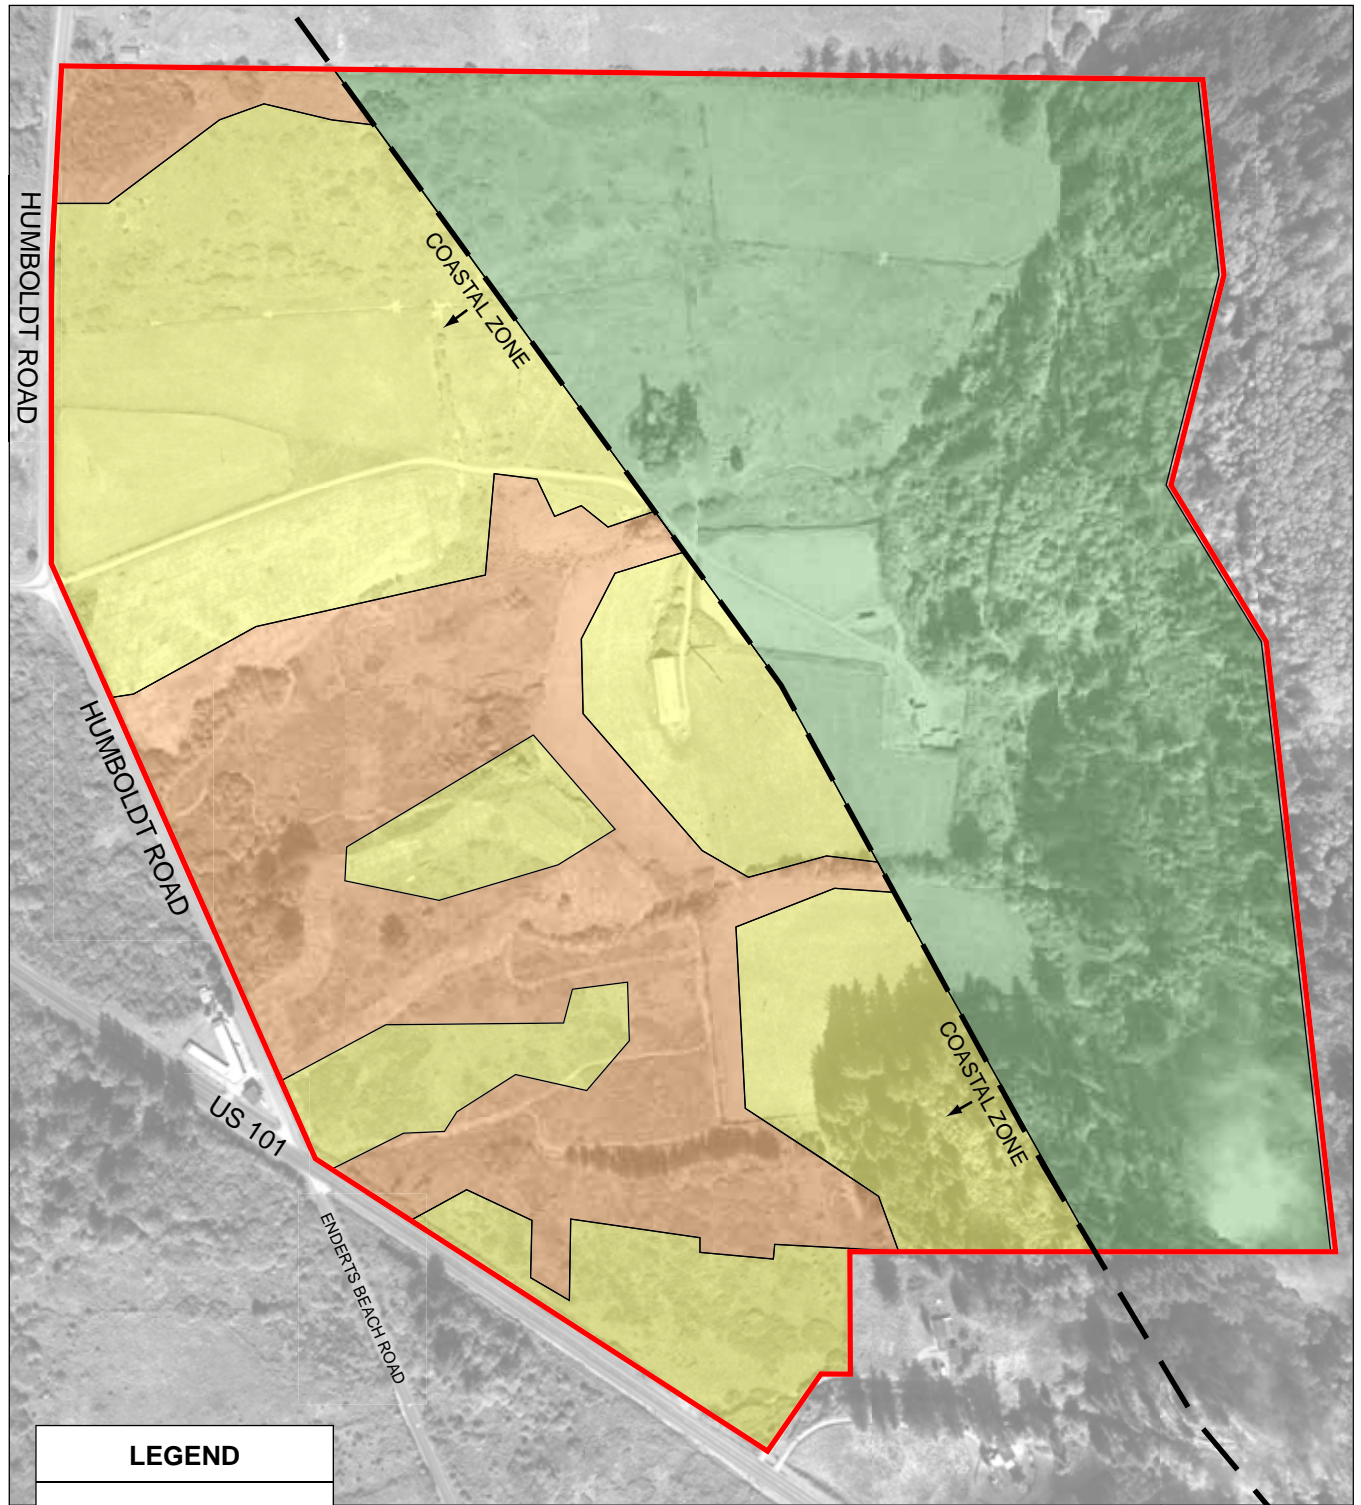 HUMBOLDT ROAD
COASTAL ZONE
HUMBOLDT ROAD
COASTAL ZONE
US 101
ENDERTS BEACH ROAD
LEGEND